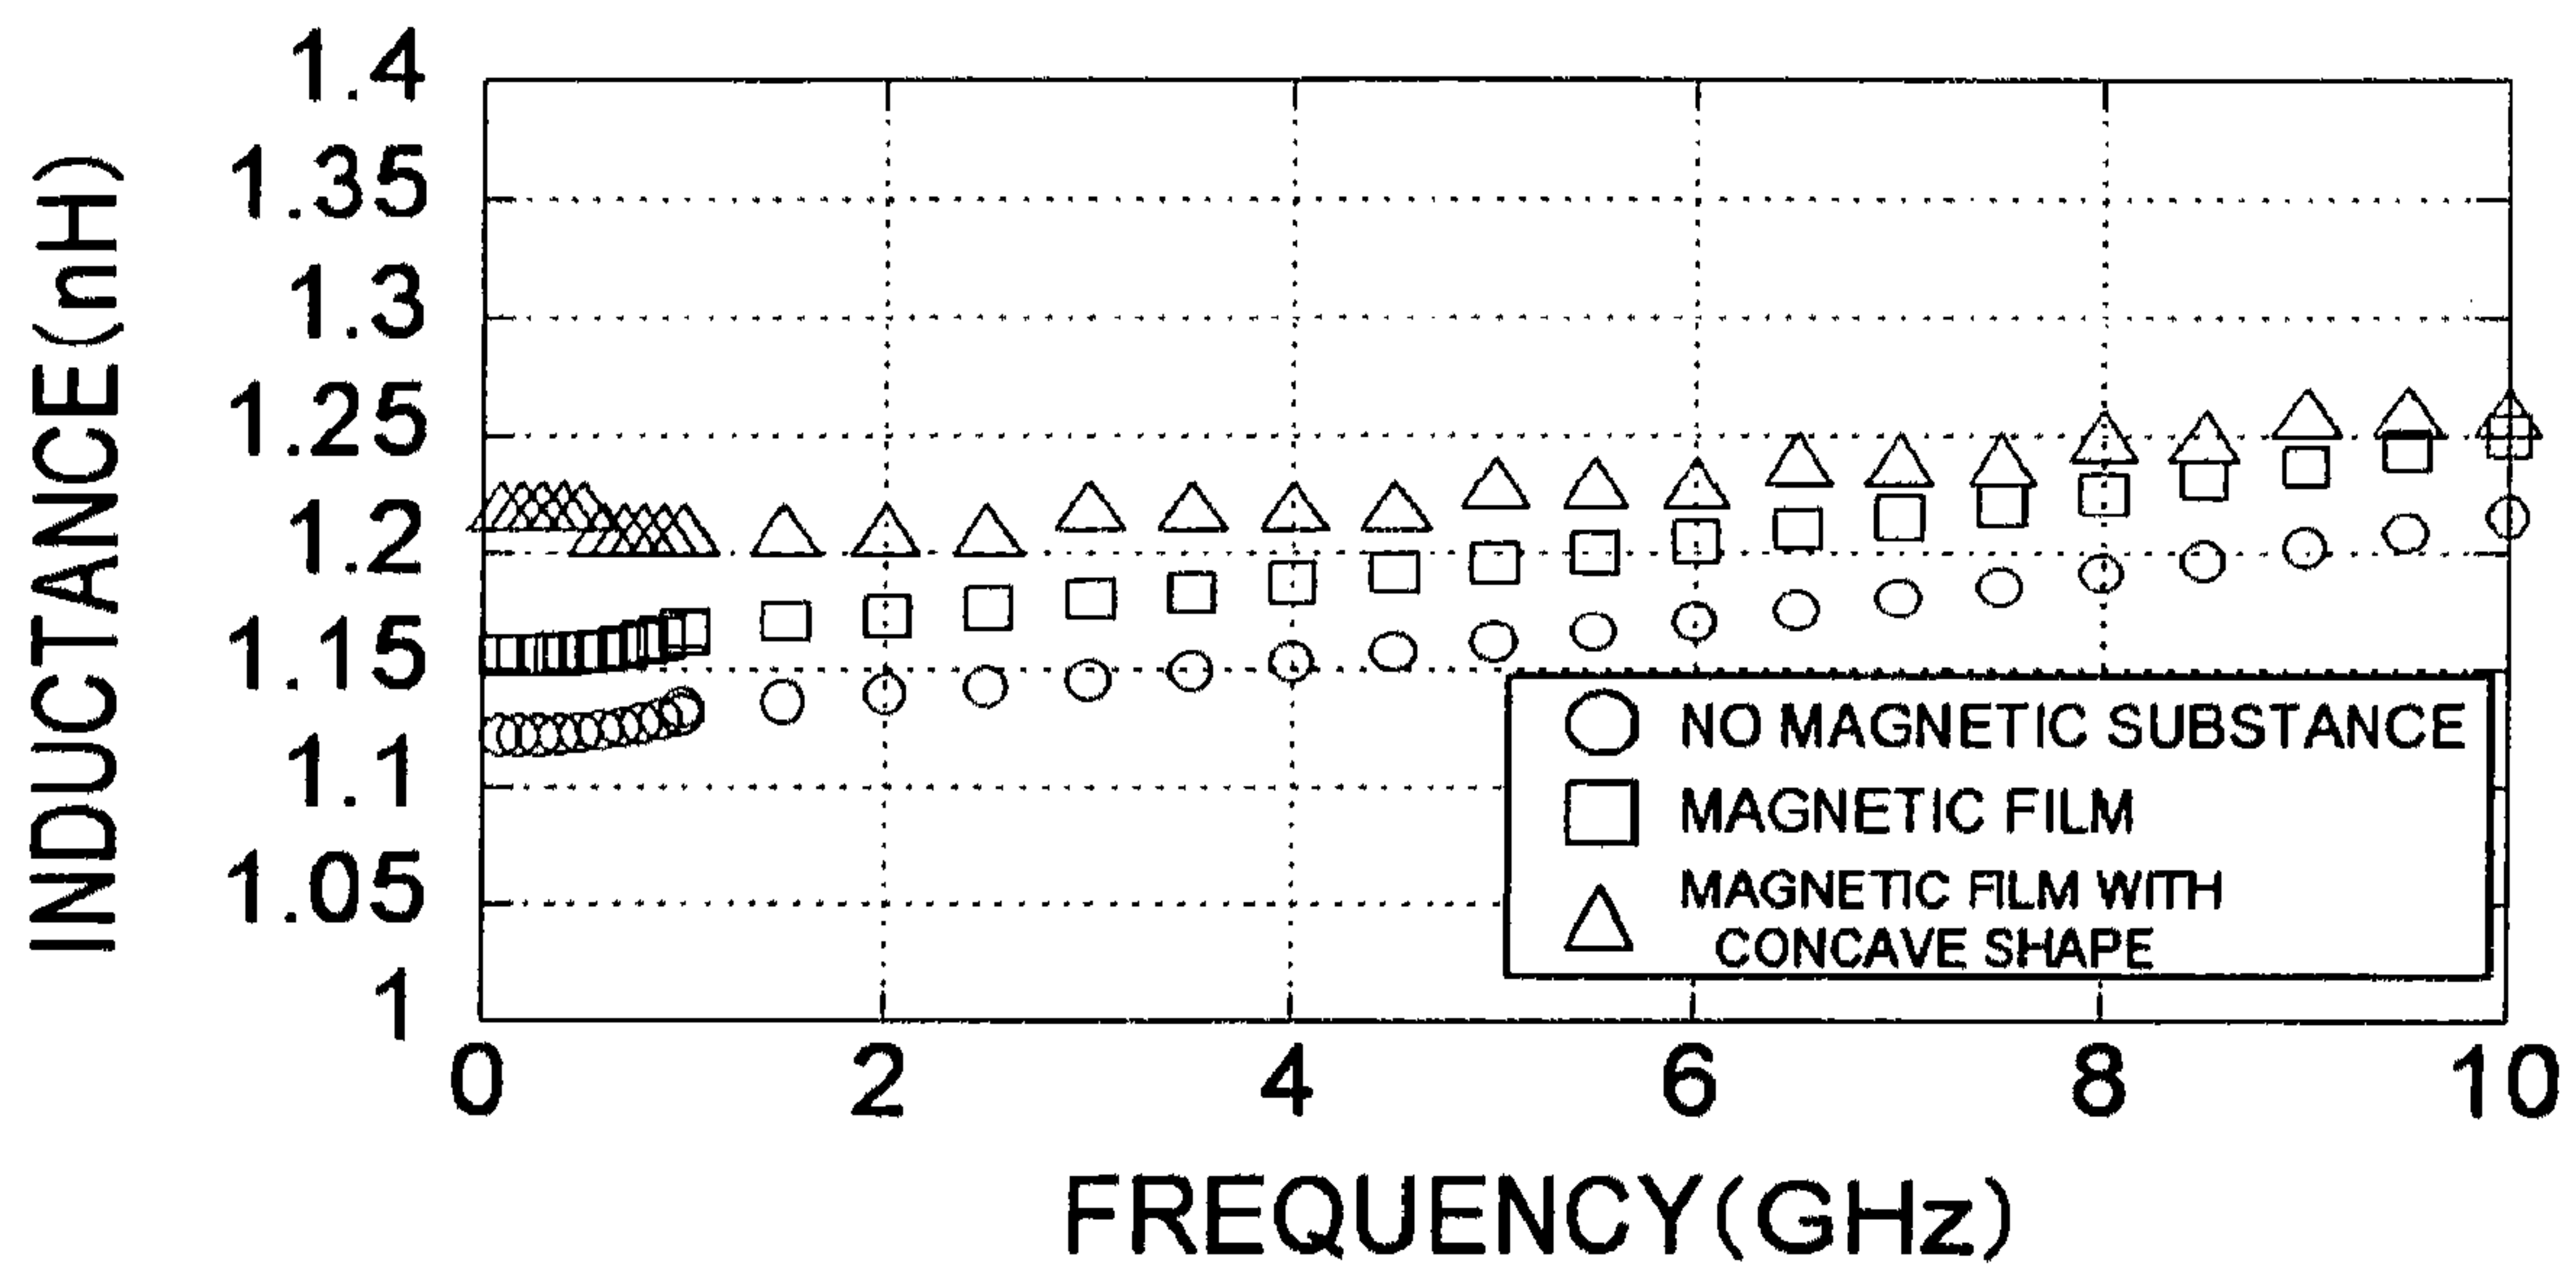 INDUCTANCE(nH)
1.4
1.35
1.3
1.25
1.2
1.15
1.1
1.05
1
0 2 4 6 8 10
FREQUENCY(GHz)
NO MAGNETIC SUBSTANCE
MAGNETIC FILM
MAGNETIC FILM WITH
CONCAVE SHAPE